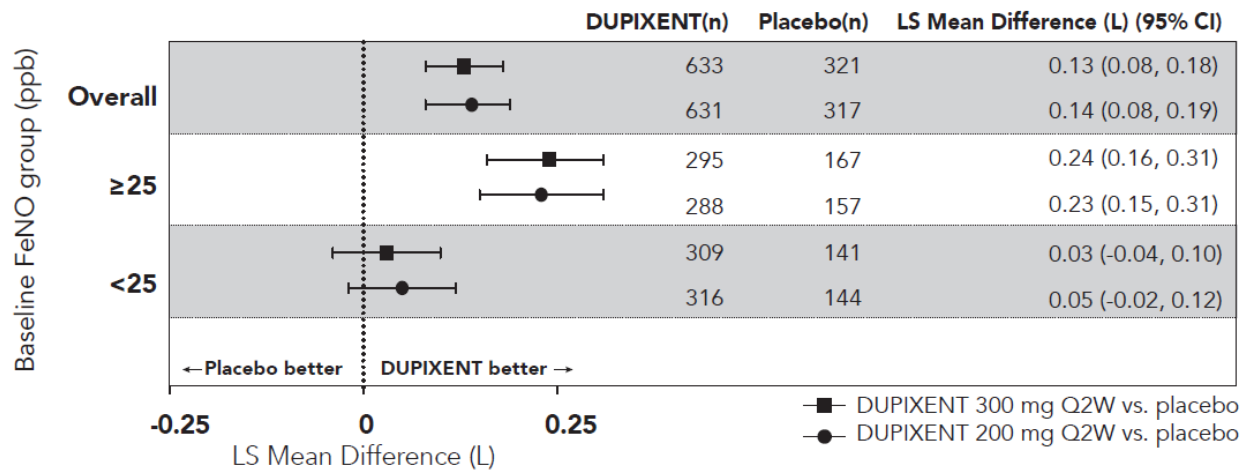 DUPIXENT(n) Placebo(n) LS Mean Difference (L) (95% CI)
Baseline FeNO group (ppb)
Overall
633 321 0.13 (0.08, 0.18)
631 317 0.14 (0.08, 0.19)
≥25
295 167 0.24 (0.16, 0.31)
288 157 0.23 (0.15, 0.31)
<25
309 141 0.03 (-0.04, 0.10)
316 144 0.05 (-0.02, 0.12)
←Placebo better DUPIXENT better →
-0.25 0 0.25
LS Mean Difference (L)
DUPIXENT 300 mg Q2W vs. placebo
DUPIXENT 200 mg Q2W vs. placebo